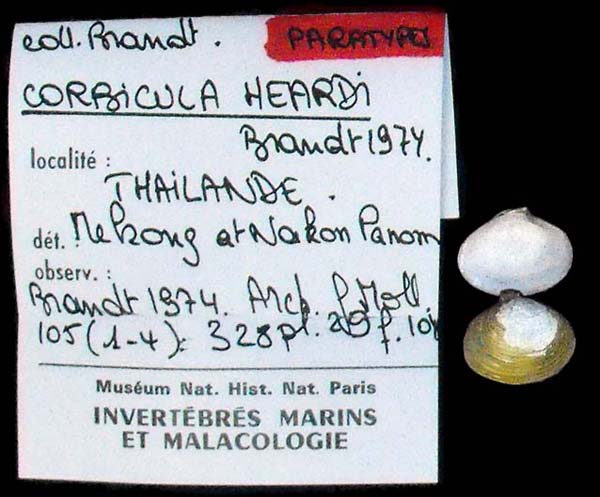 coll. Brandt.
PARATYPES
CORBICULA HEARDI
Brandt 1974.
localité :
THAILANDE.
dét. : Mekong at Nakon Panom
observ. :
Brandt 1974. Arch. f. Moll
105 (1-4): 328 pl. f.
Muséum Nat. Hist. Nat. Paris
INVERTÉBRÉS MARINS
ET MALACOLOGIE